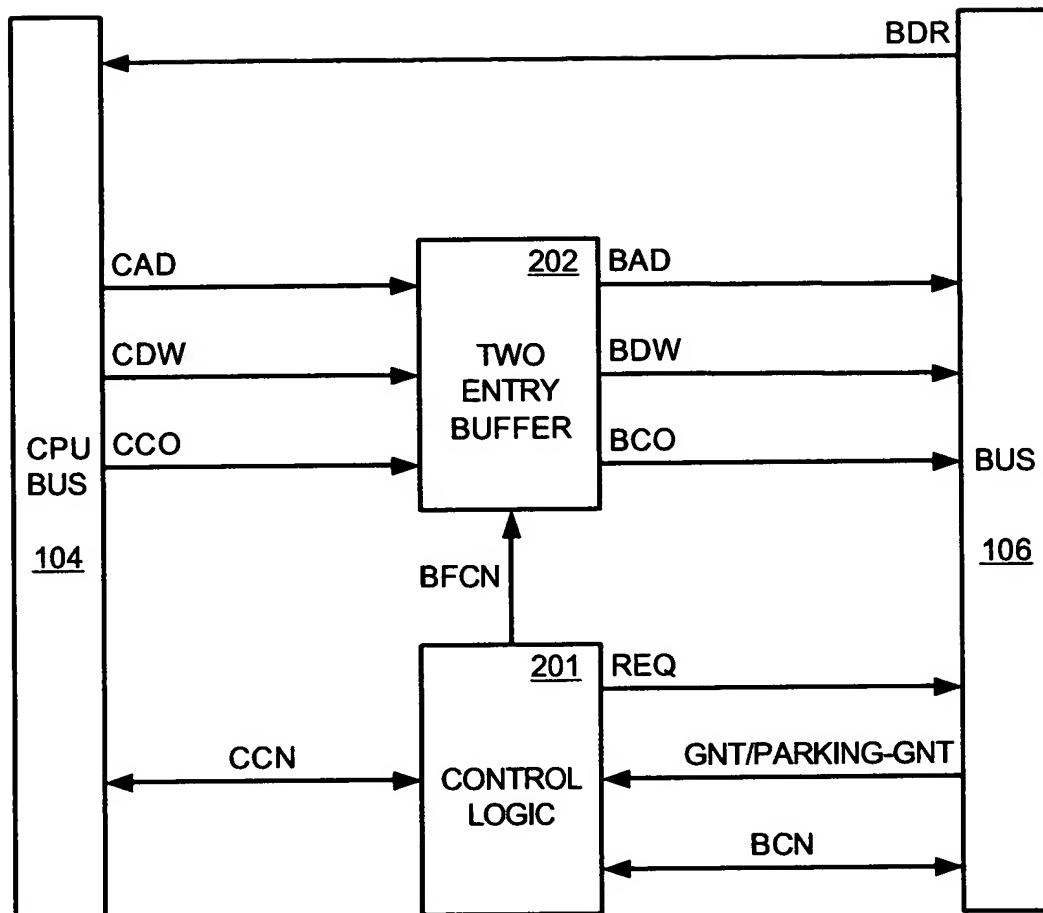 BDR
CAD
202
BAD
CDW
TWO
ENTRY
BUFFER
BDW
CPU
BUS
CCO
BCO
BUS
104
106
BFCN
201
REQ
CCN
CONTROL
LOGIC
GNT/PARKING-GNT
BCN